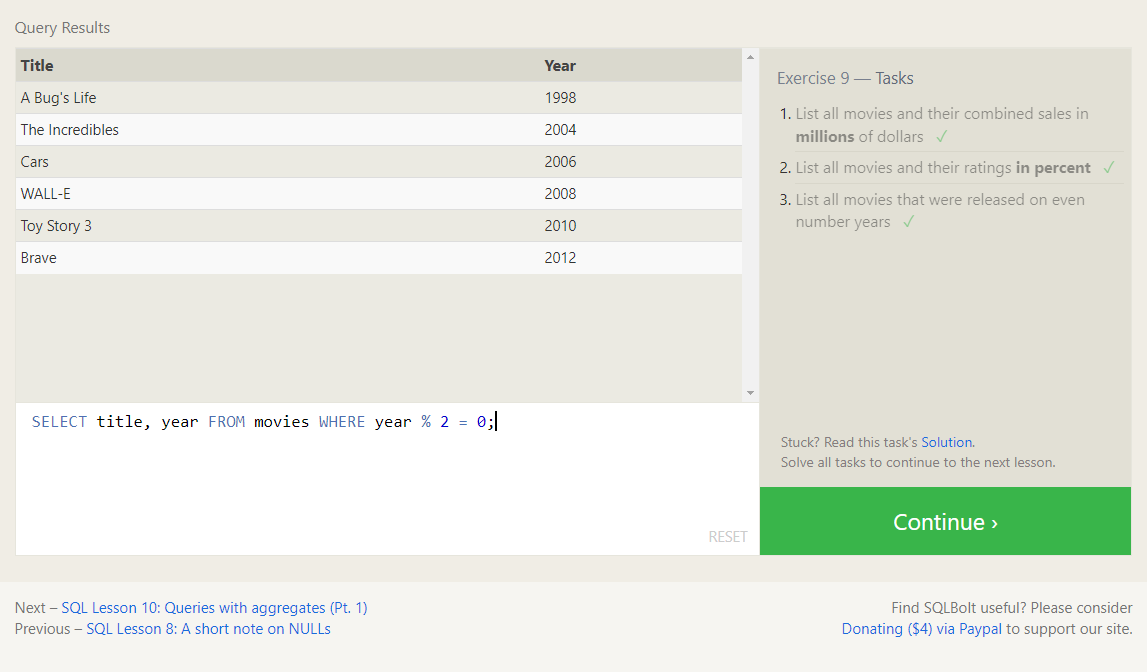 Query Results
Title Year
A Bug's Life 1998
The Incredibles 2004
Cars 2006
WALL-E 2008
Toy Story 3 2010
Brave 2012
SELECT title, year FROM movies WHERE year % 2 = 0;
RESET
Exercise 9 — Tasks
1. List all movies and their combined sales in
millions of dollars ✓
2. List all movies and their ratings in percent ✓
3. List all movies that were released on even
number years ✓
Stuck? Read this task's Solution.
Solve all tasks to continue to the next lesson.
Continue ›
Next – SQL Lesson 10: Queries with aggregates (Pt. 1)
Previous – SQL Lesson 8: A short note on NULLs
Find SQLBolt useful? Please consider
Donating ($4) via Paypal to support our site.